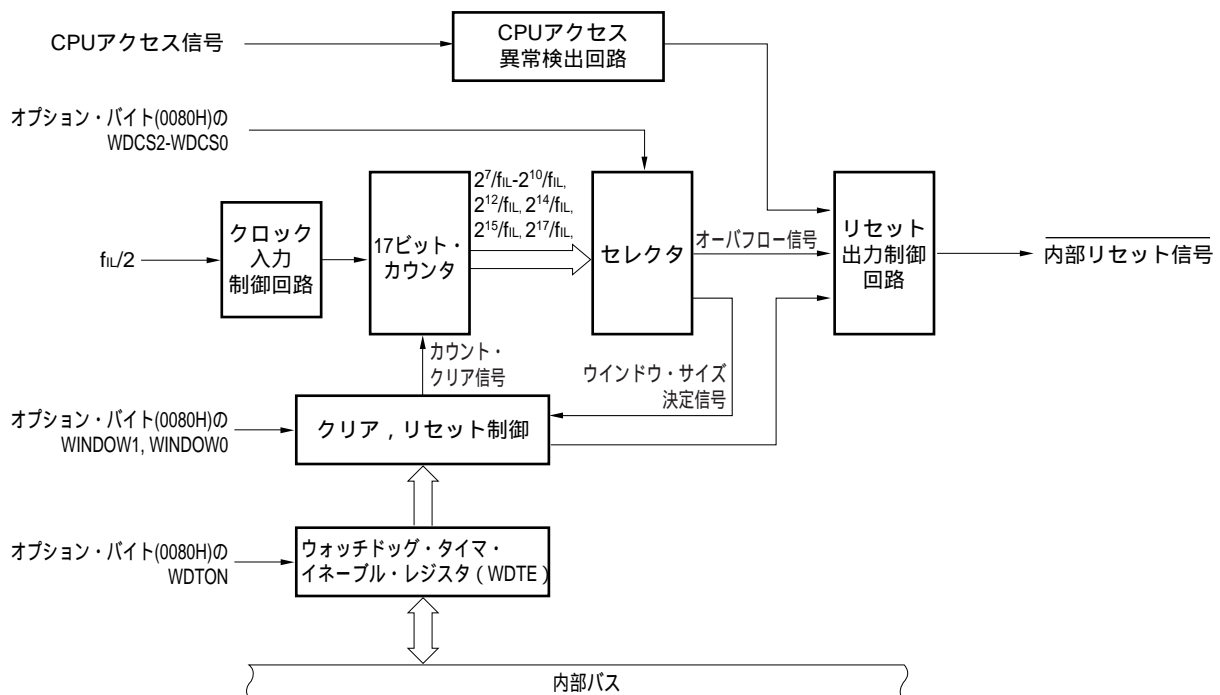 CPUアクセス信号
CPUアクセス
異常検出回路
オプション・バイト(0080H)の
WDCS2-WDCS0
2^7/fIL-2^10/fIL,
2^12/fIL, 2^14/fIL,
2^15/fIL, 2^17/fIL,
fIL/2
クロック
入力
制御回路
17ビット・
カウンタ
セレクタ
オーバフロー信号
リセット
出力制御
回路
内部リセット信号
カウント・
クリア信号
ウインドウ・サイズ
決定信号
オプション・バイト(0080H)の
WINDOW1, WINDOW0
クリア，リセット制御
オプション・バイト(0080H)の
WDTON
ウォッチドッグ・タイマ・
イネーブル・レジスタ（WDTE）
内部バス